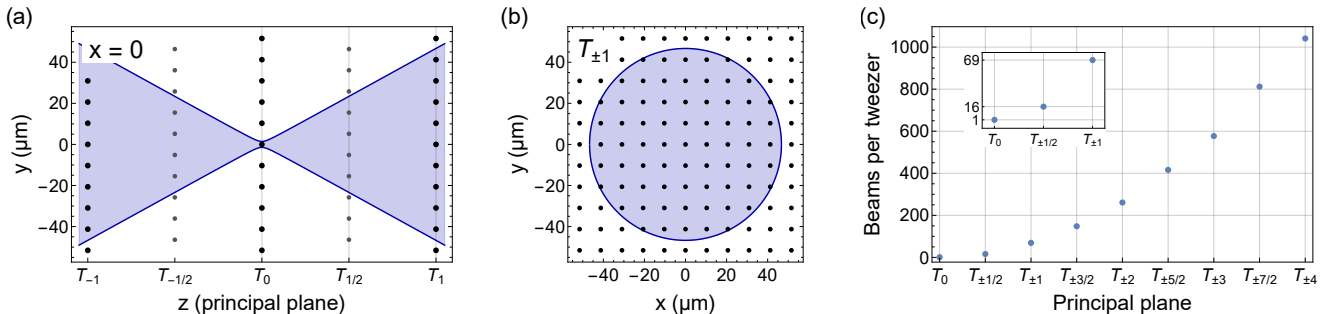 (a)
x = 0
y (μm)
40
20
0
−20
−40
T−1
T−1/2
T0
T1/2
T1
z (principal plane)
(b)
T±1
y (μm)
40
20
0
−20
−40
−40
−20
0
20
40
x (μm)
(c)
Beams per tweezer
1000
800
600
400
200
0
69
16
1
T0
T±1/2
T±1
T0
T±1/2
T±1
T±3/2
T±2
T±5/2
T±3
T±7/2
T±4
Principal plane